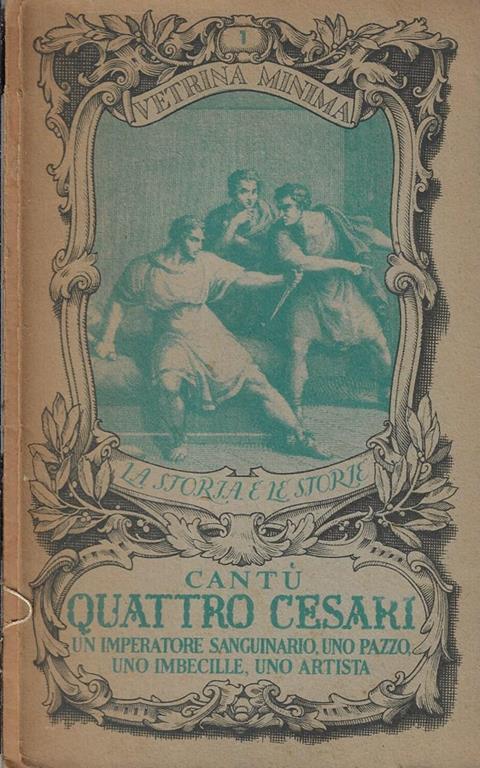 1
VETRINA MINIMA
LA STORIA E LE STORIE
CANTÙ
QUATTRO CESARI
UN IMPERATORE SANGUINARIO, UNO PAZZO,
UNO IMBECILLE, UNO ARTISTA